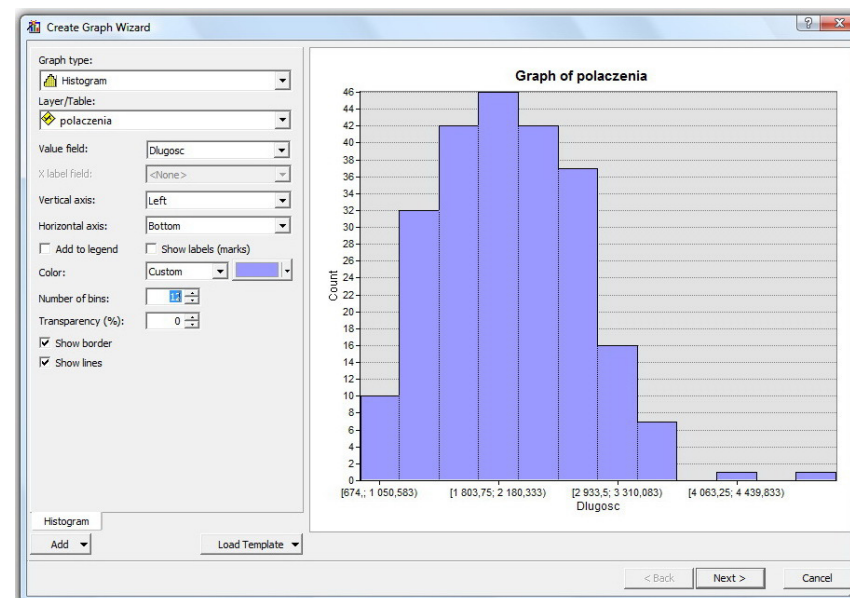 Create Graph Wizard
Graph type:
Histogram
Layer/Table:
polaczenia
Value field:
Dlugosc
X label field:
<None>
Vertical axis:
Left
Horizontal axis:
Bottom
Add to legend
Show labels (marks)
Color:
Custom
Number of bins:
12
Transparency (%):
0
Show border
Show lines
Histogram
Add
Load Template
Graph of polaczenia
Count
46
44
42
40
38
36
34
32
30
28
26
24
22
20
18
16
14
12
10
8
6
4
2
0
[674,; 1 050,583)
[1 803,75; 2 180,333)
[2 933,5; 3 310,083)
[4 063,25; 4 439,833)
Dlugosc
< Back
Next >
Cancel